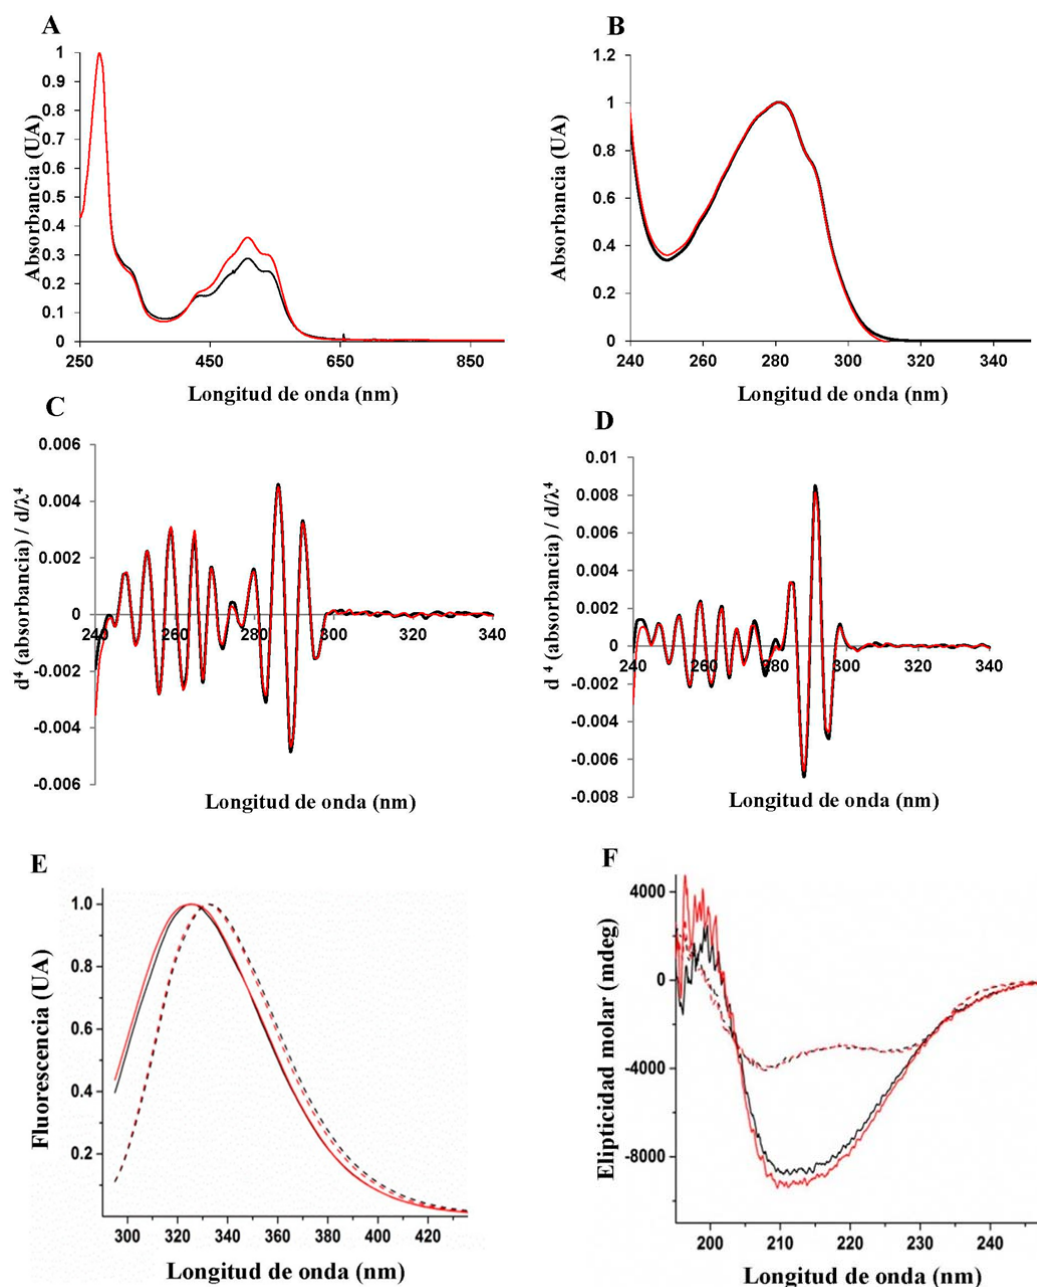 A
1
0.9
0.8
0.7
0.6
0.5
0.4
0.3
0.2
0.1
0
250 450 650 850
Absorbancia (UA)
Longitud de onda (nm)
B
1.2
1
0.8
0.6
0.4
0.2
0
240 260 280 300 320 340
Absorbancia (UA)
Longitud de onda (nm)
C
0.006
0.004
0.002
0
-0.002
-0.004
-0.006
240 260 280 300 320 340
d⁴ (absorbancia) / d/λ⁴
Longitud de onda (nm)
D
0.01
0.008
0.006
0.004
0.002
0
-0.002
-0.004
-0.006
-0.008
240 260 280 300 320 340
d ⁴ (absorbancia) / d/λ⁴
Longitud de onda (nm)
E
1.0
0.8
0.6
0.4
0.2
300 320 340 360 380 400 420
Fluorescencia (UA)
Longitud de onda (nm)
F
4000
0
-4000
-8000
200 210 220 230 240
Elipticidad molar (mdeg)
Longitud de onda (nm)